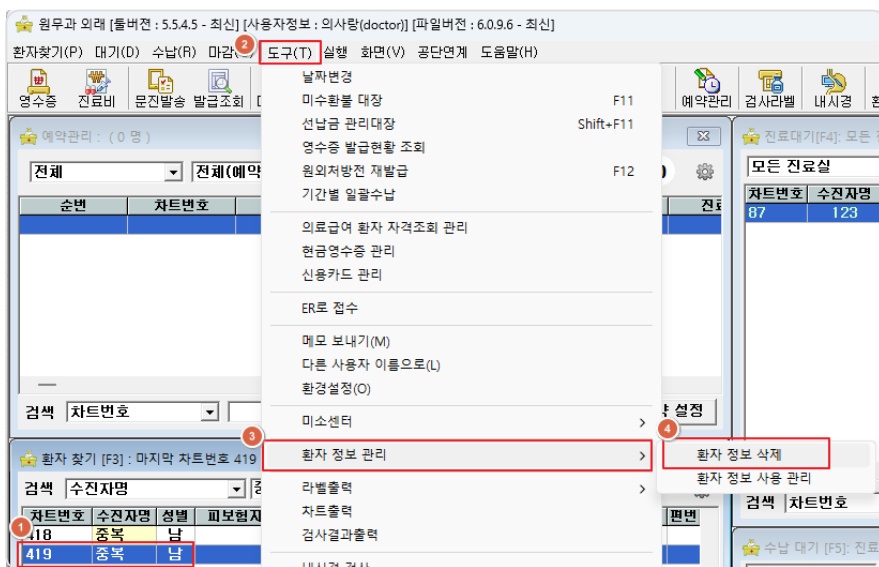 원무과 외래 [툴버젼 : 5.5.4.5 - 최신] [사용자정보 : 의사랑(doctor)] [파일버전 : 6.0.9.6 - 최신]
환자찾기(P) 대기(D) 수납(R) 마감 2 도구(T) 실행 화면(V) 공단연계 도움말(H)
영수증 진료비 문진발송 발급조회 예약관리 검사라벨 내시경
날짜변경
미수환불 대장 F11
선납금 관리대장 Shift+F11
영수증 발급현황 조회
원외처방전 재발급 F12
기간별 일괄수납
의료급여 환자 자격조회 관리
현금영수증 관리
신용카드 관리
ER로 접수
메모 보내기(M)
다른 사용자 이름으로(L)
환경설정(O)
미소센터
3 환자 정보 관리
라벨출력
차트출력
검사결과출력
4 환자 정보 삭제
환자 정보 사용 관리
예약관리 : ( 0 명 )
전체 전체(예약
순번 차트번호 진료
검색 차트번호 설정
환자 찾기 [F3] : 마지막 차트번호 419
검색 수진자명
차트번호 수진자명 성별 피보험자 편번
1 418 중복 남
419 중복 남
진료대기[F4]: 모든
모든 진료실
차트번호 수진자명
87 123
검색 차트번호
수납 대기 [F5]: 진료